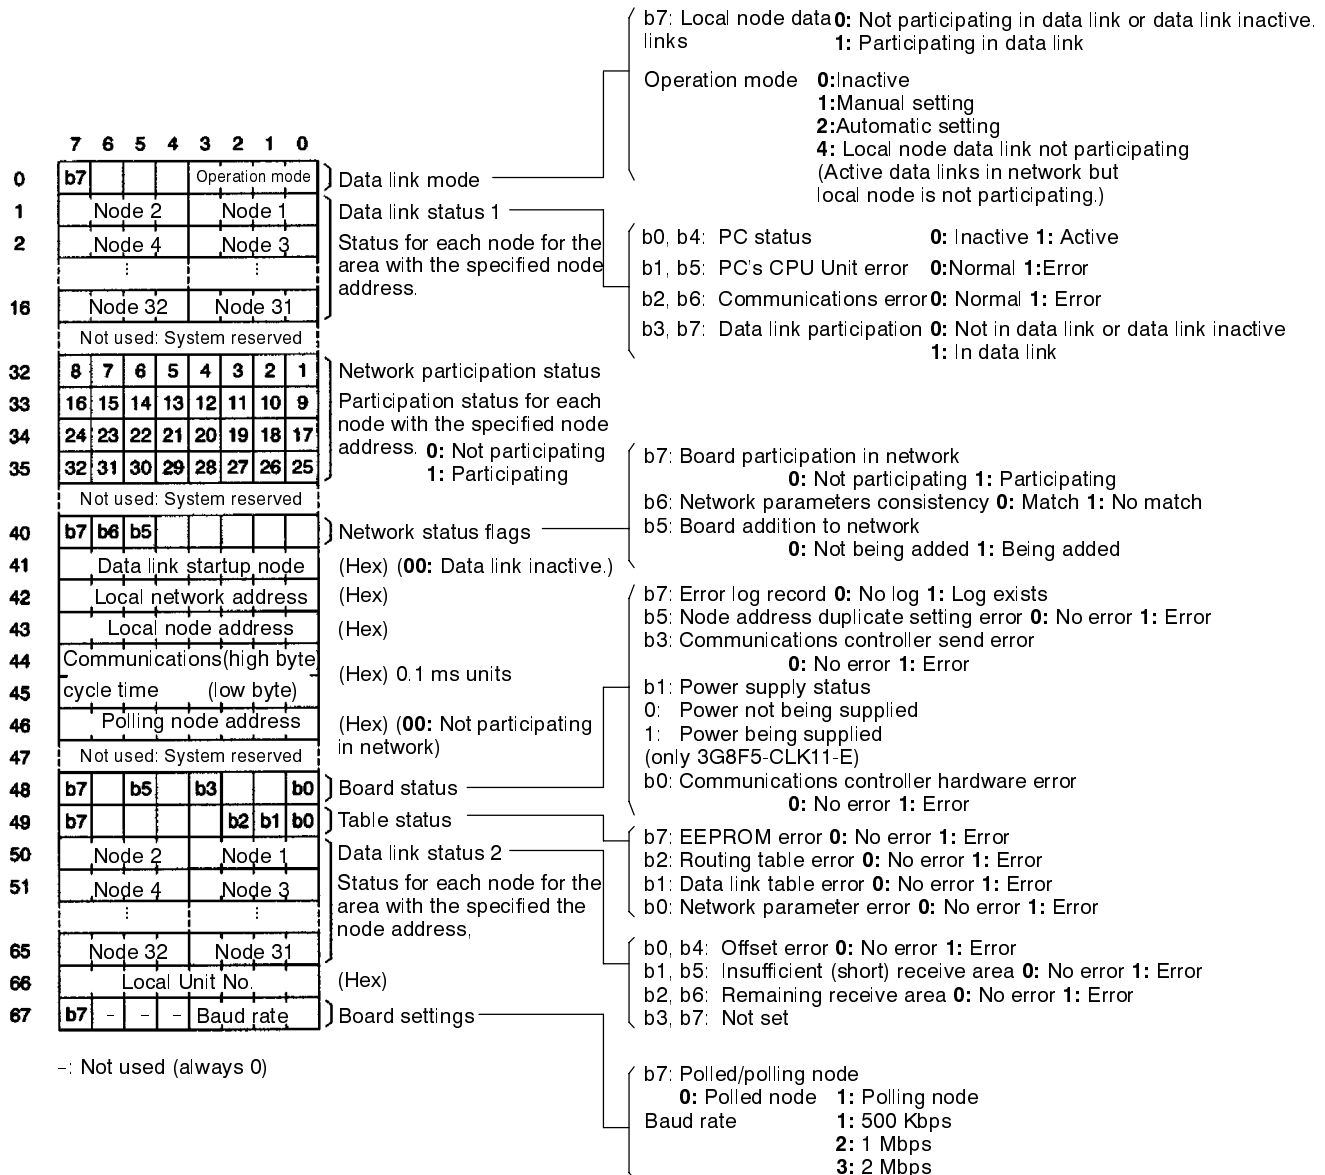 b7: Local node data links 0: Not participating in data link or data link inactive.
1: Participating in data link
Operation mode 0:Inactive
1:Manual setting
2:Automatic setting
4: Local node data link not participating
(Active data links in network but
local node is not participating.)
7 6 5 4 3 2 1 0
0 b7 Operation mode Data link mode
1 Node 2 Node 1 Data link status 1
2 Node 4 Node 3 Status for each node for the
area with the specified node
address.
⋮ ⋮
16 Node 32 Node 31
Not used: System reserved
b0, b4: PC status 0: Inactive 1: Active
b1, b5: PC's CPU Unit error 0:Normal 1:Error
b2, b6: Communications error 0: Normal 1: Error
b3, b7: Data link participation 0: Not in data link or data link inactive
1: In data link
32 8 7 6 5 4 3 2 1 Network participation status
33 16 15 14 13 12 11 10 9 Participation status for each
34 24 23 22 21 20 19 18 17 node with the specified node
address. 0: Not participating
35 32 31 30 29 28 27 26 25 1: Participating
Not used: System reserved
40 b7 b6 b5 Network status flags
b7: Board participation in network
0: Not participating 1: Participating
b6: Network parameters consistency 0: Match 1: No match
b5: Board addition to network
0: Not being added 1: Being added
41 Data link startup node (Hex) (00: Data link inactive.)
42 Local network address (Hex)
43 Local node address (Hex)
44 Communications(high byte)
45 cycle time (low byte) (Hex) 0.1 ms units
46 Polling node address (Hex) (00: Not participating
in network)
47 Not used: System reserved
48 b7 b5 b3 b0 Board status
b7: Error log record 0: No log 1: Log exists
b5: Node address duplicate setting error 0: No error 1: Error
b3: Communications controller send error
0: No error 1: Error
b1: Power supply status
0: Power not being supplied
1: Power being supplied
(only 3G8F5-CLK11-E)
b0: Communications controller hardware error
0: No error 1: Error
49 b7 b2 b1 b0 Table status
b7: EEPROM error 0: No error 1: Error
b2: Routing table error 0: No error 1: Error
b1: Data link table error 0: No error 1: Error
b0: Network parameter error 0: No error 1: Error
50 Node 2 Node 1 Data link status 2
51 Node 4 Node 3 Status for each node for the
area with the specified the
node address,
⋮ ⋮
65 Node 32 Node 31
b0, b4: Offset error 0: No error 1: Error
b1, b5: Insufficient (short) receive area 0: No error 1: Error
b2, b6: Remaining receive area 0: No error 1: Error
b3, b7: Not set
66 Local Unit No. (Hex)
67 b7 – – – Baud rate Board settings
–: Not used (always 0)
b7: Polled/polling node
0: Polled node 1: Polling node
Baud rate 1: 500 Kbps
2: 1 Mbps
3: 2 Mbps